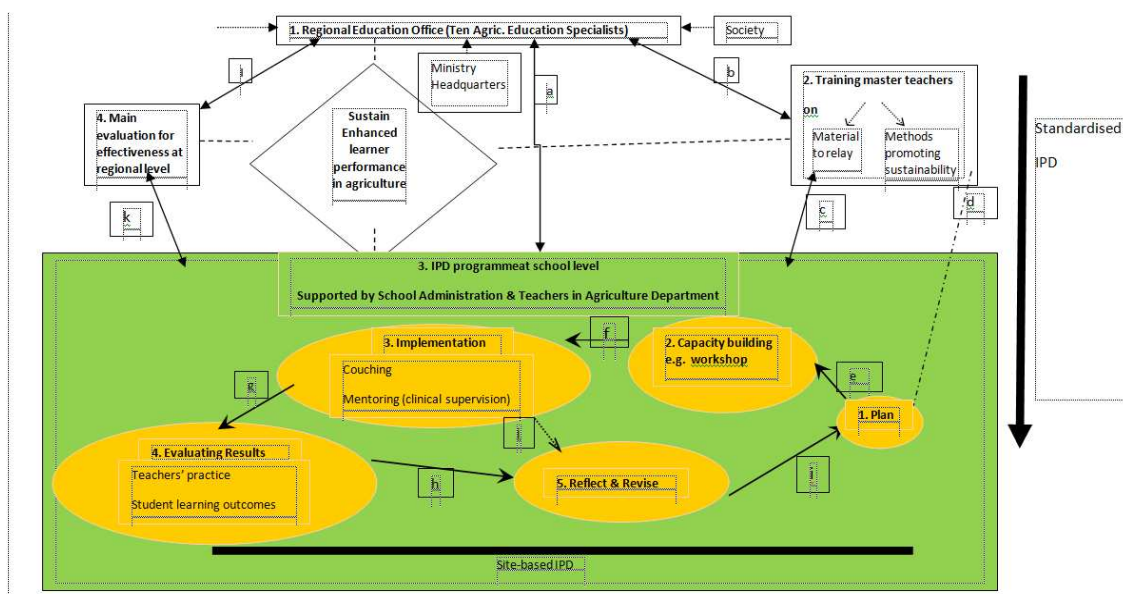 1. Regional Education Office (Ten Agric. Education Specialists)
Society
Ministry
Headquarters
a
b
2. Training master teachers
on
Material
to relay
Methods
promoting
sustainability
4. Main
evaluation for
effectiveness at
regional level
Sustain
Enhanced
learner
performance
in agriculture
Standardised
IPD
k
c
d
3. IPD programmeat school level
Supported by School Administration & Teachers in Agriculture Department
f
3. Implementation
Couching
Mentoring (clinical supervision)
2. Capacity building
e.g. workshop
e
1. Plan
g
4. Evaluating Results
Teachers’ practice
Student learning outcomes
h
5. Reflect & Revise
Site-based IPD